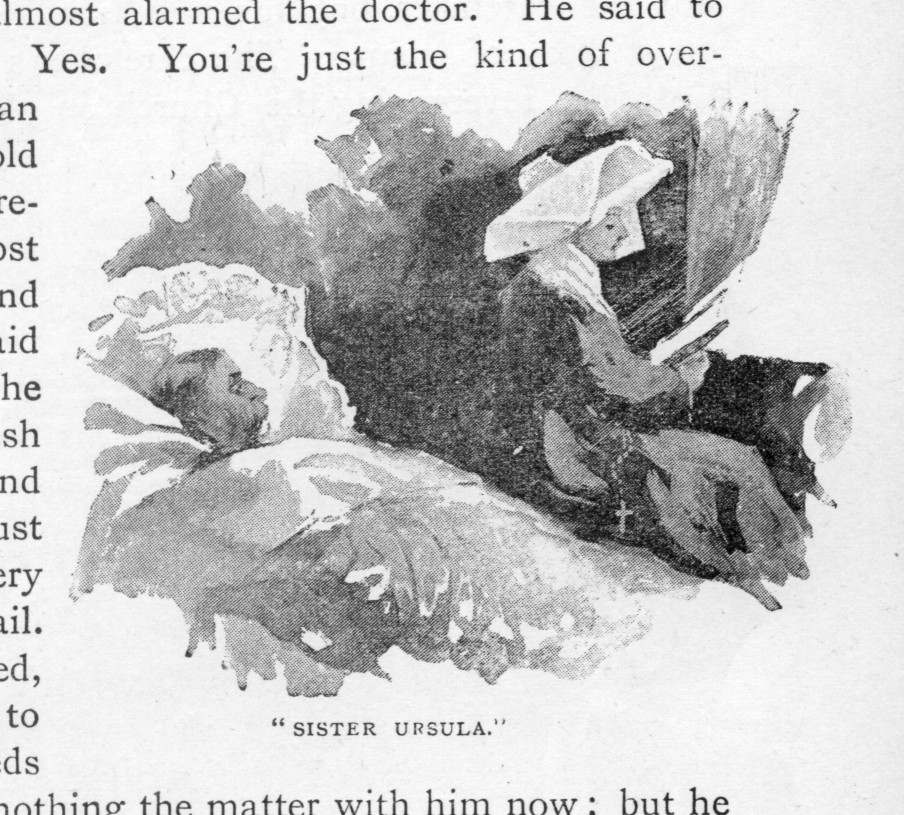 almost alarmed the doctor. He said to
Yes. You're just the kind of over-
an
old
re-
ost
nd
aid
he
sh
nd
ust
ery
ail.
ed,
to
eds
"SISTER URSULA."
nothing the matter with him now; but he